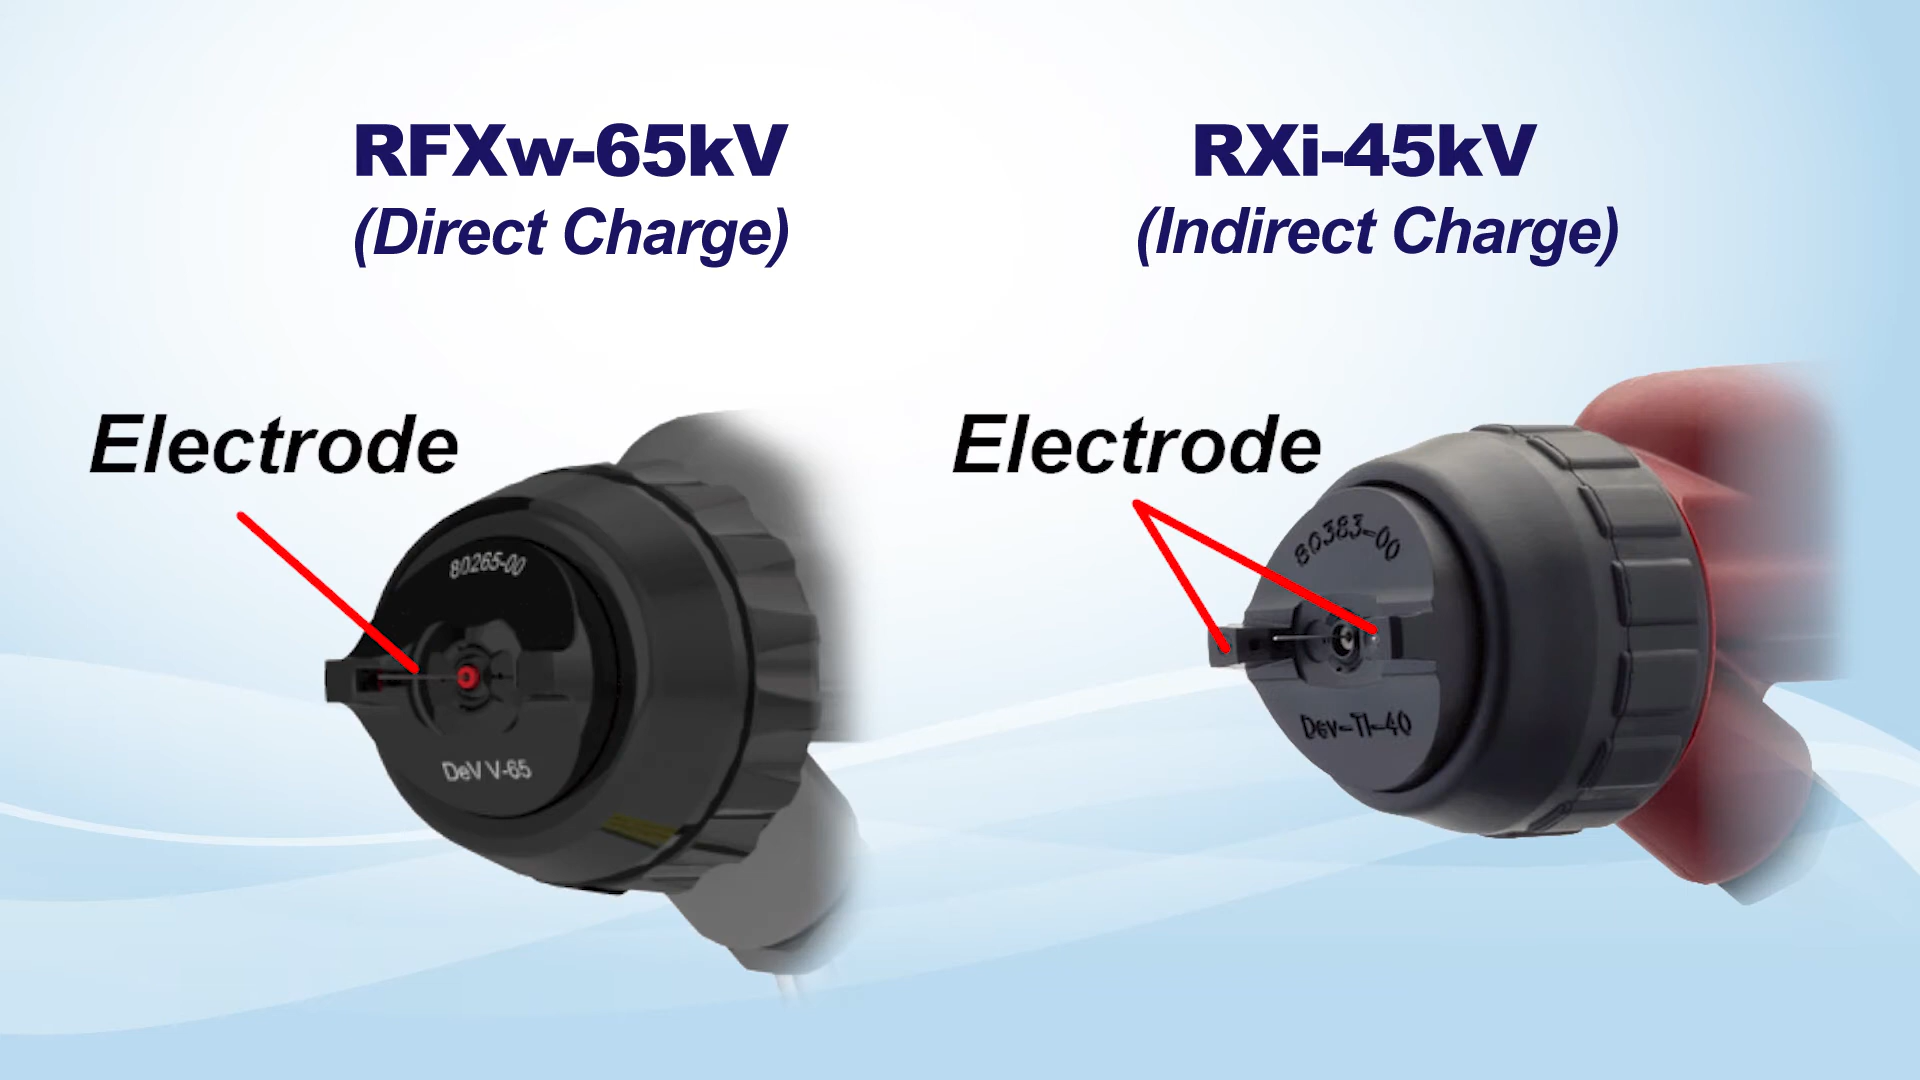 RFXw-65kV
(Direct Charge)
RXi-45kV
(Indirect Charge)
Electrode
Electrode
80265-00
DeV V-65
80383-00
Dev-TI-40